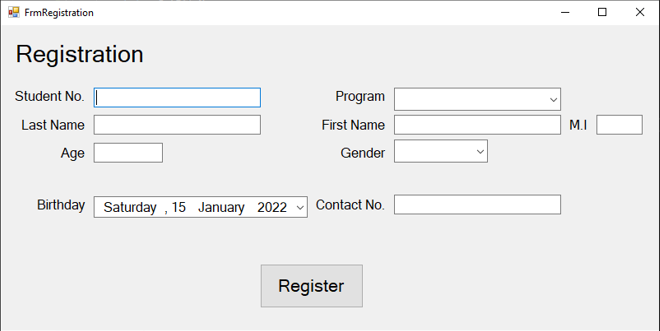 FrmRegistration
Registration
Student No. Program
Last Name First Name M.I
Age Gender
Birthday Saturday , 15 January 2022 Contact No.
Register